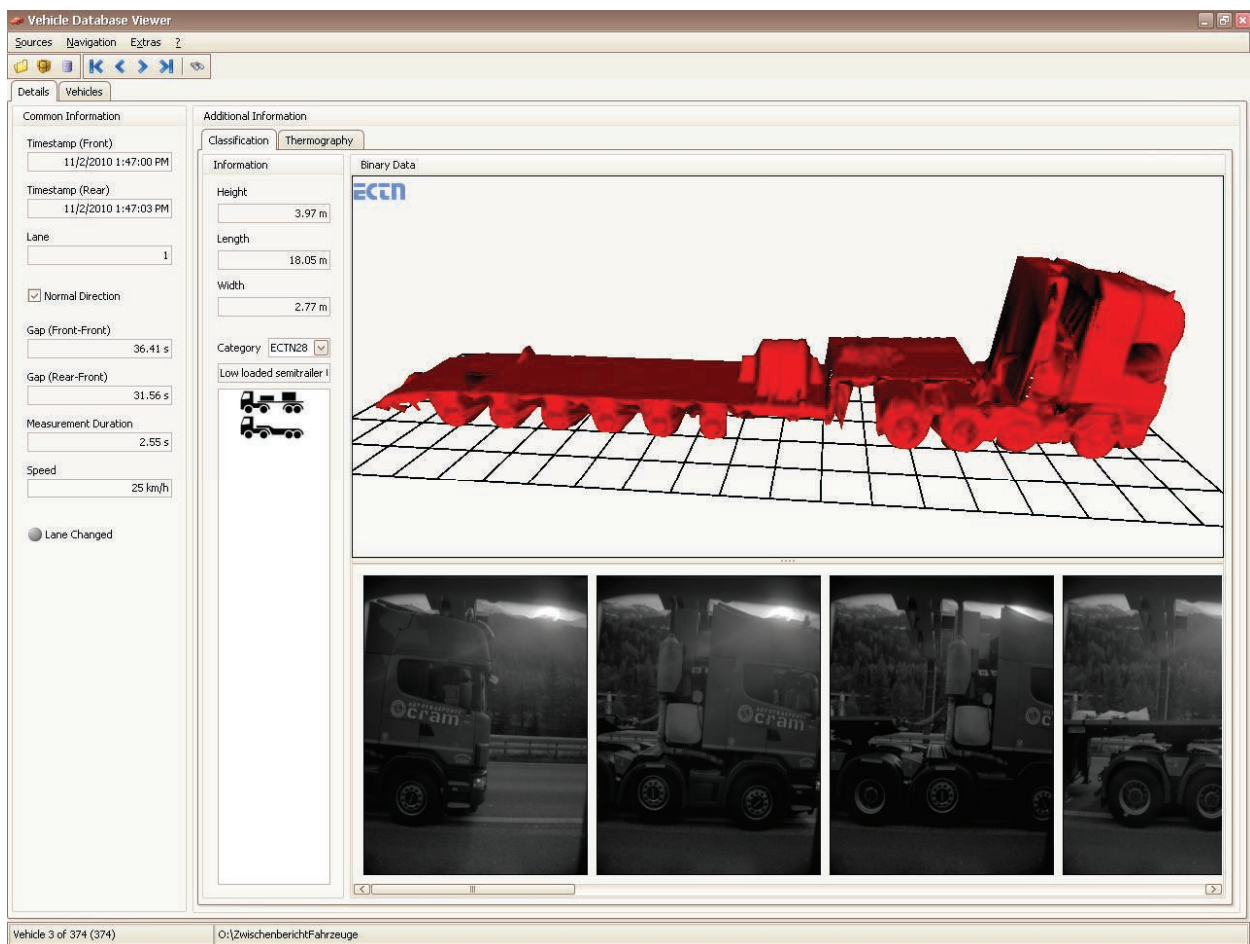 Vehicle Database Viewer
Sources Navigation Extras ?
Details Vehicles
Common Information
Timestamp (Front)
11/2/2010 1:47:00 PM
Timestamp (Rear)
11/2/2010 1:47:03 PM
Lane
1
Normal Direction
Gap (Front-Front)
36.41 s
Gap (Rear-Front)
31.56 s
Measurement Duration
2.55 s
Speed
25 km/h
Lane Changed
Additional Information
Classification Thermography
Information
Height
3.97 m
Length
18.05 m
Width
2.77 m
Category ECTN28
Low loaded semitrailer
Binary Data
ECTN
AUTOTRASPORTI
cram
AUTOTRASPORTI
cram
cram
Vehicle 3 of 374 (374)
O:\ZwischenberichtFahrzeuge